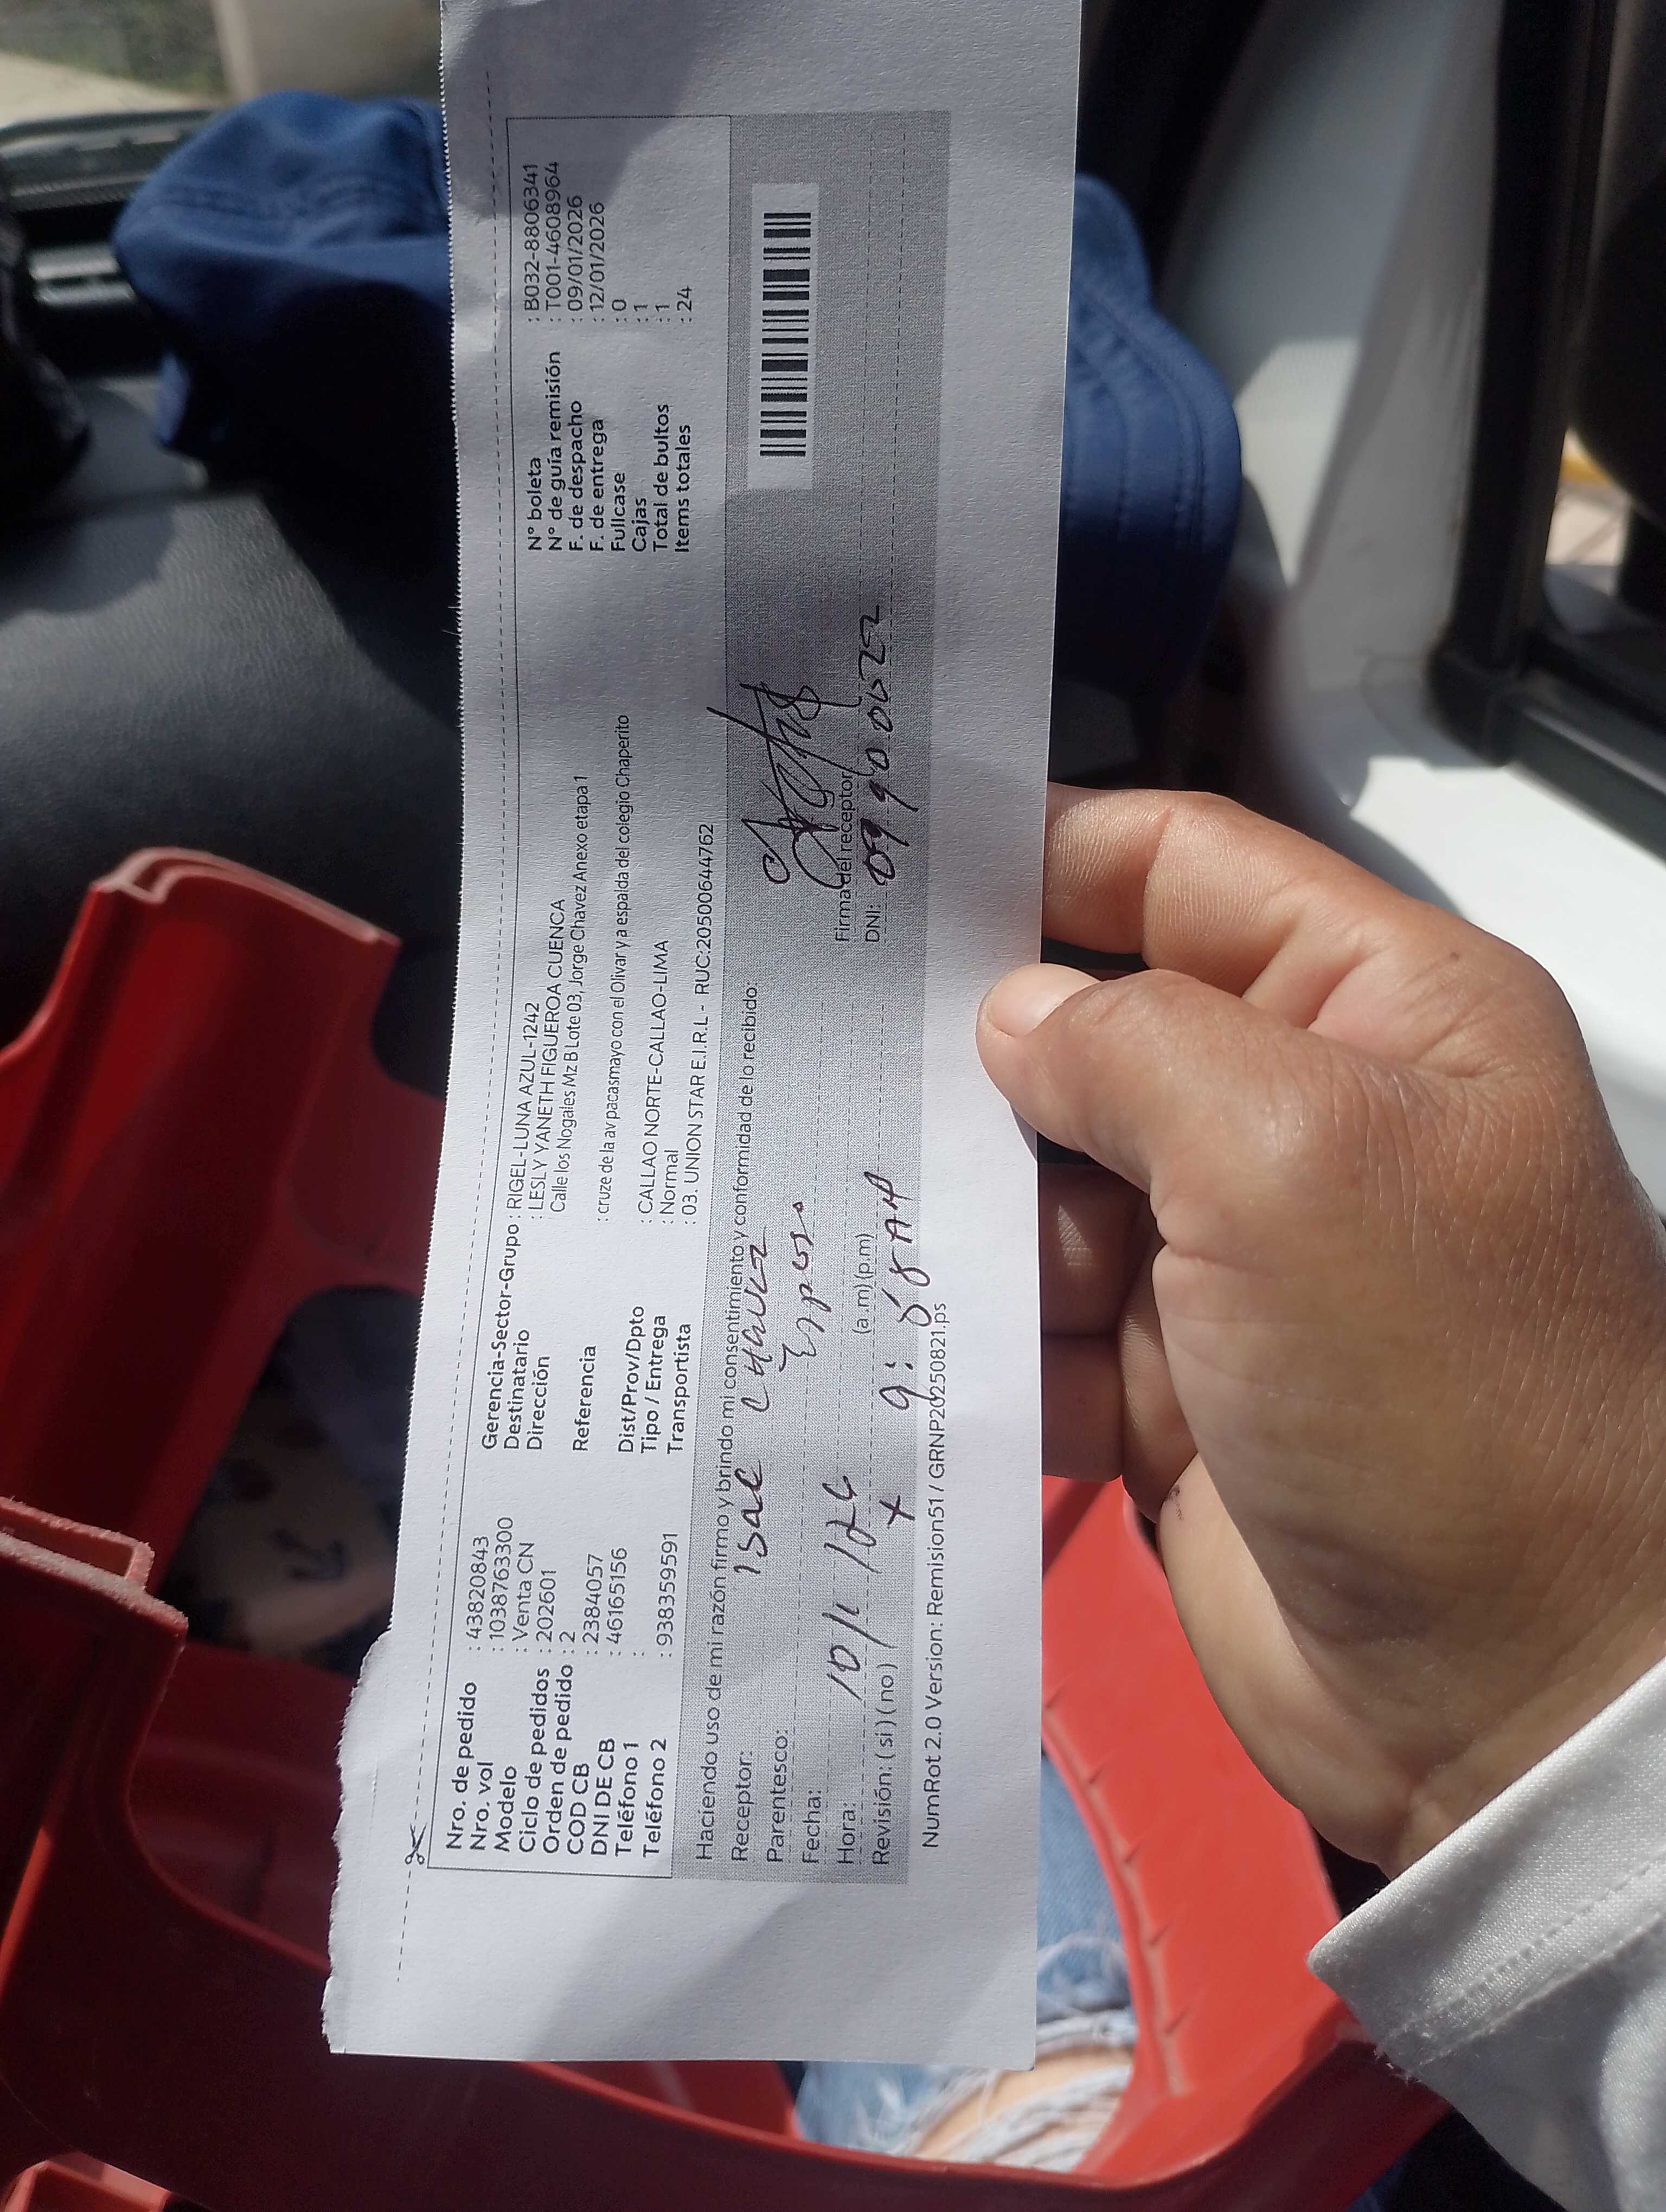 Nro. de pedido : 43820843
Nro. vol : 1038763300
Modelo : Venta CN
Ciclo de pedidos : 202601
Orden de pedido : 2
COD CB : 2384057
DNI DE CB : 46165156
Teléfono 1 :
Teléfono 2 : 938359591
Gerencia-Sector-Grupo : RIGEL-LUNA AZUL-1242
Destinatario : LESLY YANETH FIGUEROA CUENCA
Dirección Calle los Nogales Mz B Lote 03, Jorge Chavez Anexo etapa 1
Referencia : cruze de la av pacasmayo con el Olivar y a espalda del colegio Chaperito
Dist/Prov/Dpto : CALLAO NORTE-CALLAO-LIMA
Tipo / Entrega : Normal
Transportista : 03. UNION STAR E.I.R.L - RUC:20500644762
N° boleta : B032-8806341
N° de guía remisión : T001-4608964
F. de despacho : 09/01/2026
F. de entrega : 12/01/2026
Fullcase : 0
Cajas : 1
Total de bultos : 1
Items totales : 24
Haciendo uso de mi razón firmo y brindo mi consentimiento y conformidad de lo recibido:
Receptor: Isac
Parentesco: Esposo
Fecha: 10/1/26
Hora: (a.m) (p.m)
Revisión: ( si ) ( no )
Firma del receptor
DNI:
NumRot 2.0 Version: Remision51 / GRNP20250821.ps